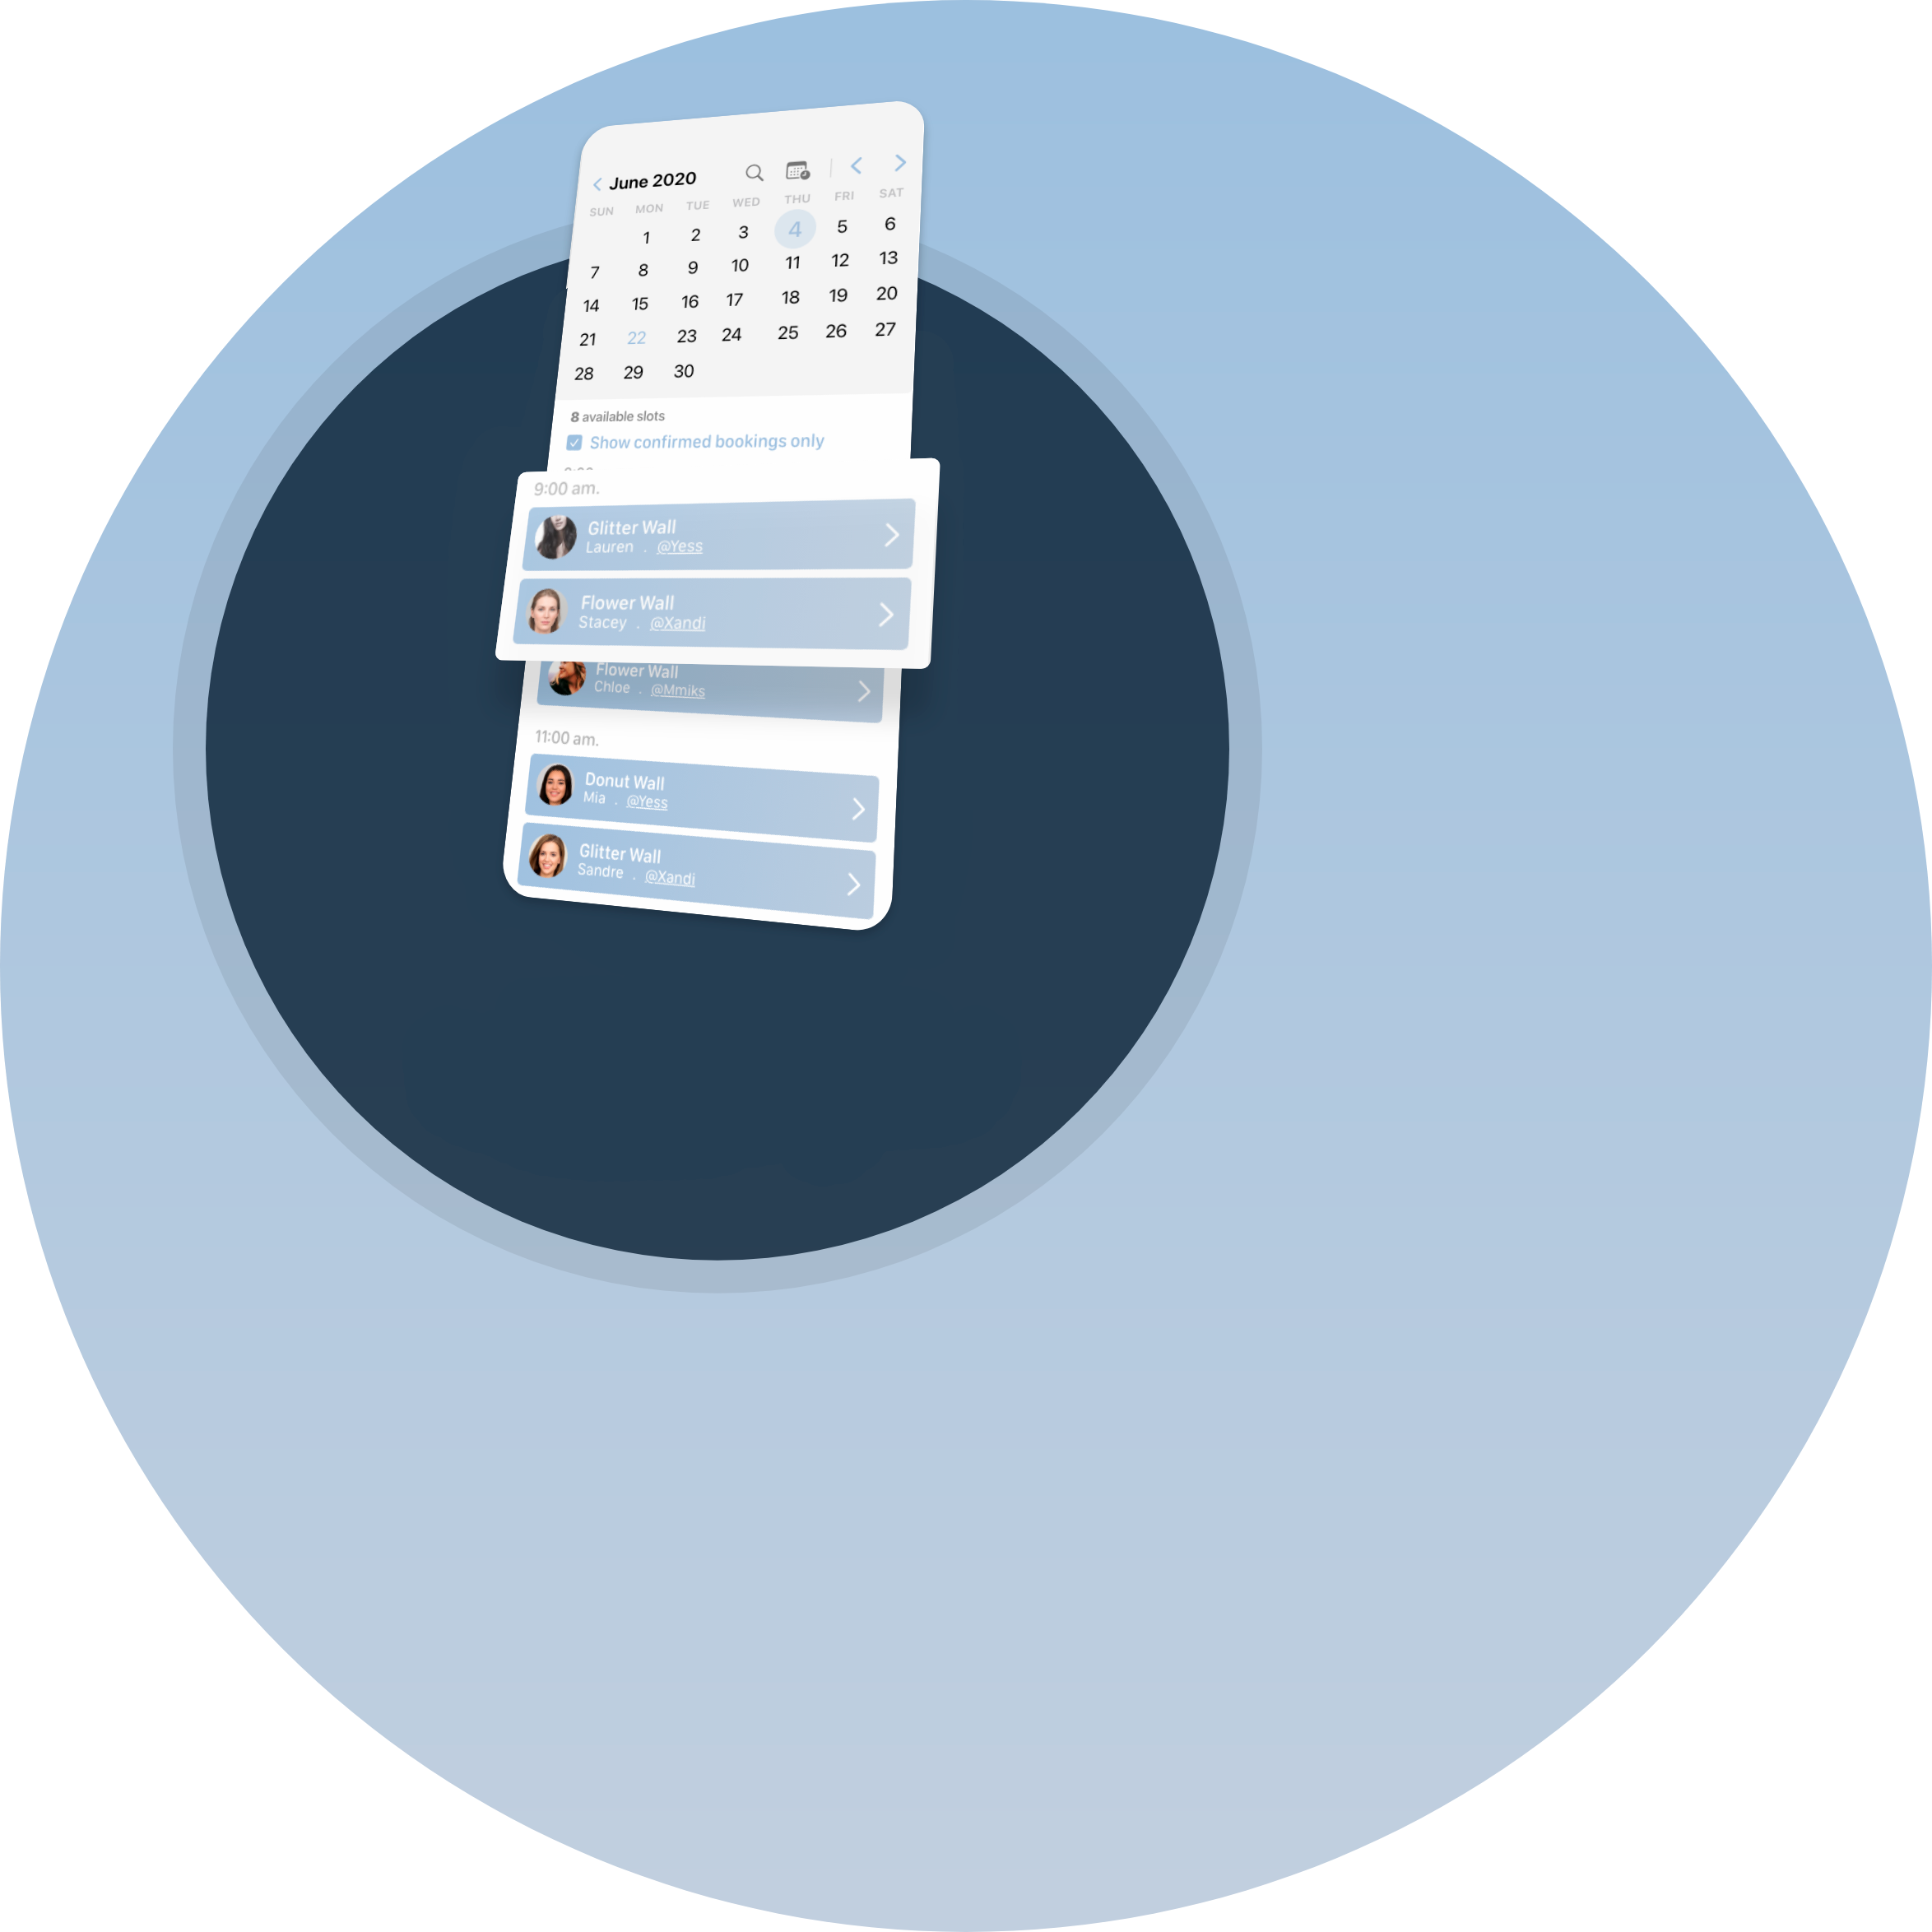 June 2020
SUN MON TUE WED THU FRI SAT
1 2 3 4 5 6
7 8 9 10 11 12 13
14 15 16 17 18 19 20
21 22 23 24 25 26 27
28 29 30
8 available slots
Show confirmed bookings only
9:00 am.
Glitter Wall
Lauren . @Yess
Flower Wall
Stacey . @Xandi
Flower Wall
Chloe . @Mmiks
11:00 am.
Donut Wall
Mia . @Yess
Glitter Wall
Sandre . @Xandi